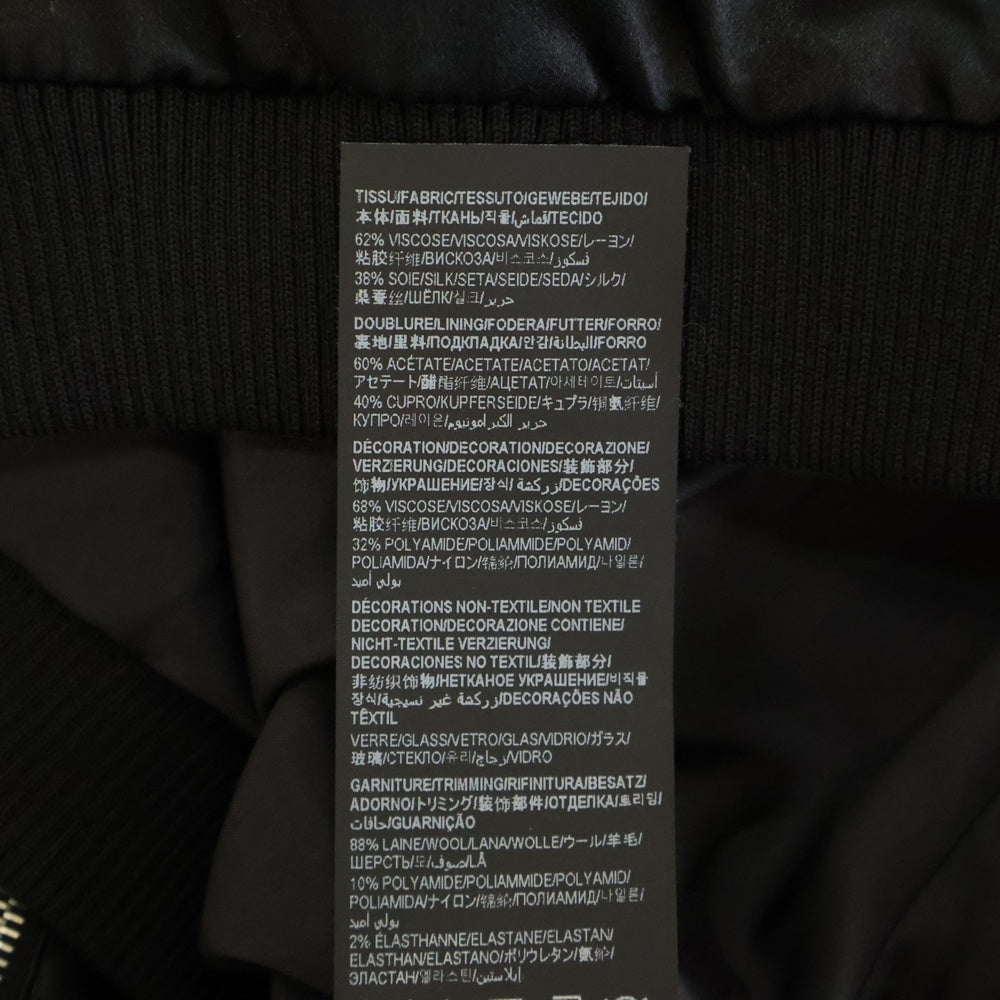 TISSU/FABRIC/TESSUTO/GEWEBE/TEJIDO/
本体/面料/ТКАНЬ/직물/قماش/TECIDO
62% VISCOSE/VISCOSA/VISKOSE/レーヨン/
粘胶纤维/ВИСКОЗА/비스코스/فسكوز
38% SOIE/SILK/SETA/SEIDE/SEDA/シルク/
桑蚕丝/ШЁЛК/실크/حرير
DOUBLURE/LINING/FODERA/FUTTER/FORRO/
裏地/里料/ПОДКЛАДКА/안감/البطانة/FORRO
60% ACÉTATE/ACETATE/ACETATO/ACETAT/
アセテート/醋酯纤维/АЦЕТАТ/아세테이트/أسيتات
40% CUPRO/KUPFERSEIDE/キュプラ/铜氨纤维/
КУПРО/레이온/حرير الكبرامونيوم
DÉCORATION/DECORATION/DECORAZIONE/
VERZIERUNG/DECORACIONES/装飾部分/
饰物/УКРАШЕНИЕ/장식/زركشة/DECORAÇÕES
68% VISCOSE/VISCOSA/VISKOSE/レーヨン/
粘胶纤维/ВИСКОЗА/비스코스/فسكوز
32% POLYAMIDE/POLIAMMIDE/POLYAMID/
POLIAMIDA/ナイロン/锦纶/ПОЛИАМИД/나일론/
بولي أميد
DÉCORATIONS NON-TEXTILE/NON TEXTILE
DECORATION/DECORAZIONE CONTIENE/
NICHT-TEXTILE VERZIERUNG/
DECORACIONES NO TEXTIL/装飾部分/
非纺织饰物/НЕТКАНОЕ УКРАШЕНИЕ/비직물
장식/زركشة غير نسيجية/DECORAÇÕES NÃO
TÊXTIL
VERRE/GLASS/VETRO/GLAS/VIDRIO/ガラス/
玻璃/СТЕКЛО/유리/زجاج/VIDRO
GARNITURE/TRIMMING/RIFINITURA/BESATZ/
ADORNO/トリミング/装饰部件/ОТДЕЛКА/트리밍/
حافات/GUARNIÇÃO
88% LAINE/WOOL/LANA/WOLLE/ウール/羊毛/
ШЕРСТЬ/모/صوف/LÃ
10% POLYAMIDE/POLIAMMIDE/POLYAMID/
POLIAMIDA/ナイロン/锦纶/ПОЛИАМИД/나일론/
بولي أميد
2% ÉLASTHANNE/ELASTANE/ELASTAN/
ELASTHAN/ELASTANO/ポリウレタン/氨纶/
ЭЛАСТАН/엘라스틴/إيلاستين